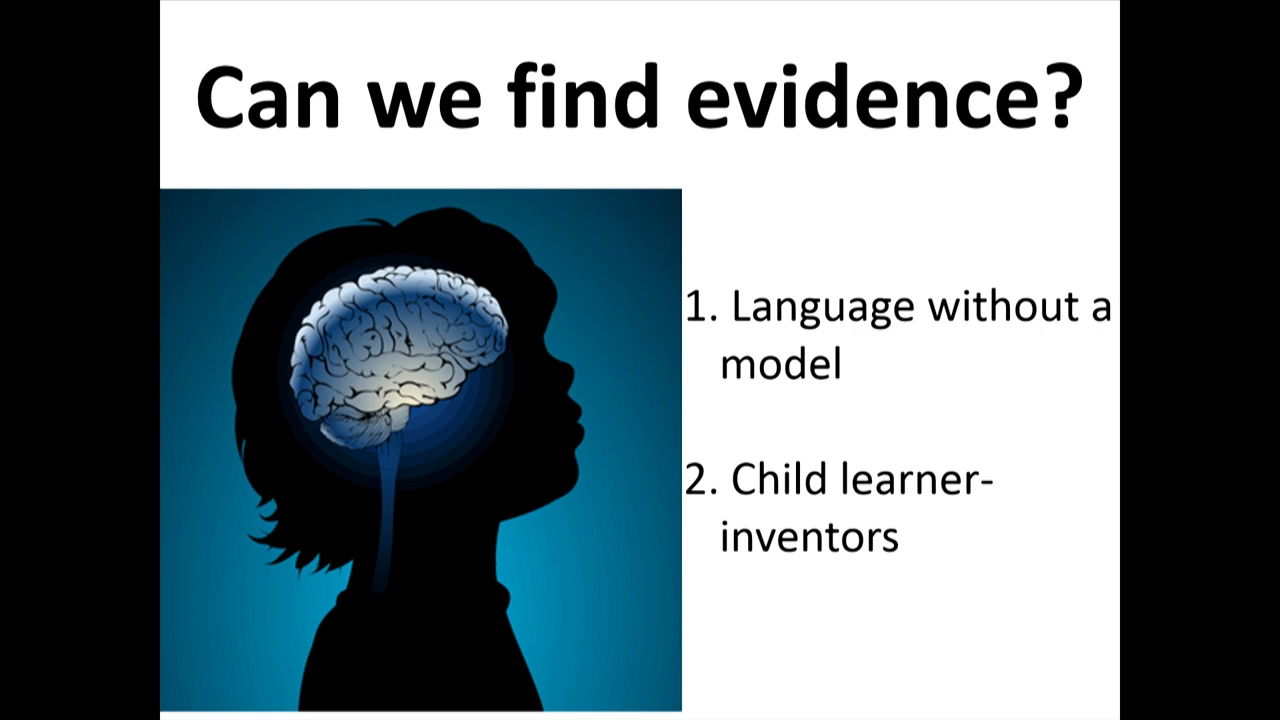 Can we find evidence?
1. Language without a
model
2. Child learner-
inventors